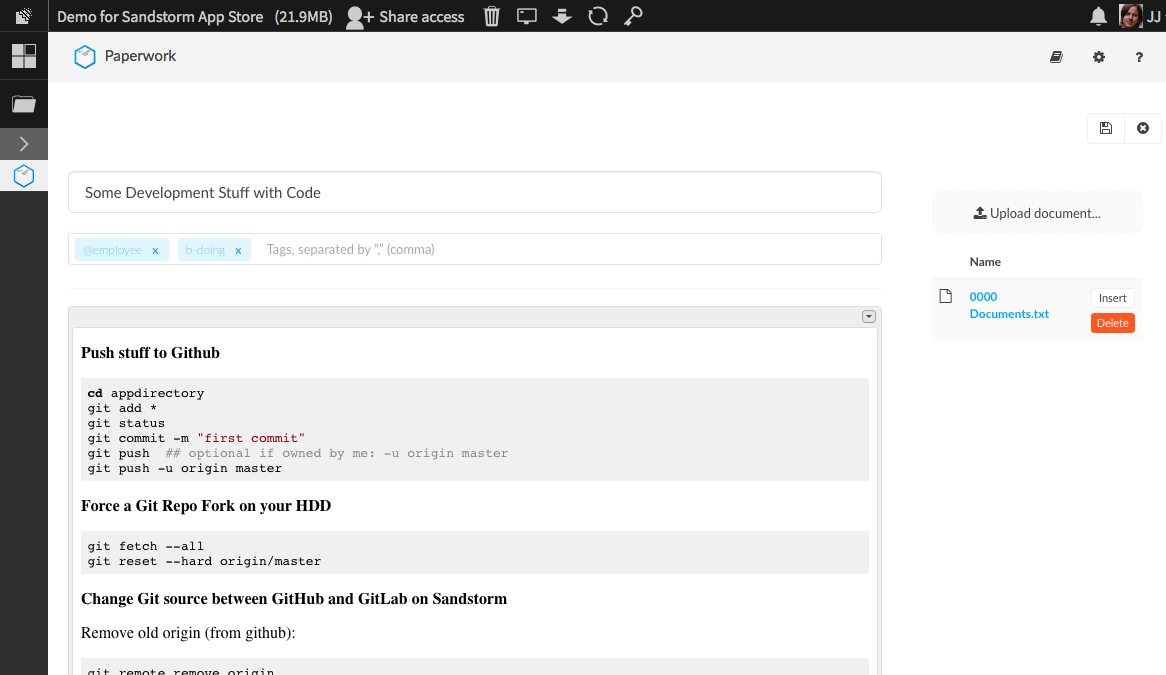 Demo for Sandstorm App Store (21.9MB) Share access JJ
Paperwork ?
Some Development Stuff with Code
Upload document...
@employee x b-doing x Tags, separated by "," (comma)
Name
0000 Documents.txt
Insert
Delete
Push stuff to Github
cd appdirectory
git add *
git status
git commit -m "first commit"
git push  ## optional if owned by me: -u origin master
git push -u origin master
Force a Git Repo Fork on your HDD
git fetch --all
git reset --hard origin/master
Change Git source between GitHub and GitLab on Sandstorm
Remove old origin (from github):
git remote remove origin